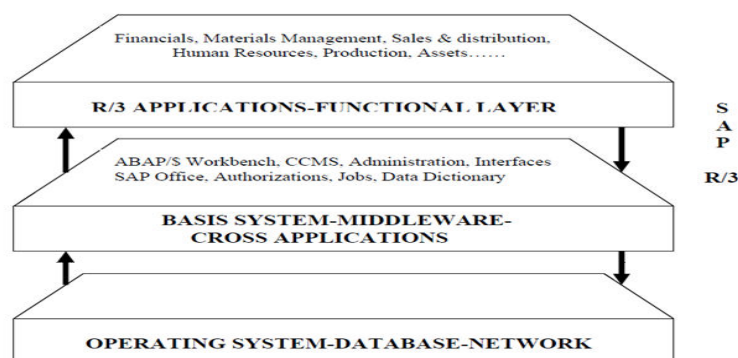 Financials, Materials Management, Sales & distribution,
Human Resources, Production, Assets......
R/3 APPLICATIONS-FUNCTIONAL LAYER
ABAP/$ Workbench, CCMS, Administration, Interfaces
SAP Office, Authorizations, Jobs, Data Dictionary
BASIS SYSTEM-MIDDLEWARE-
CROSS APPLICATIONS
OPERATING SYSTEM-DATABASE-NETWORK
S
A
P
R/3